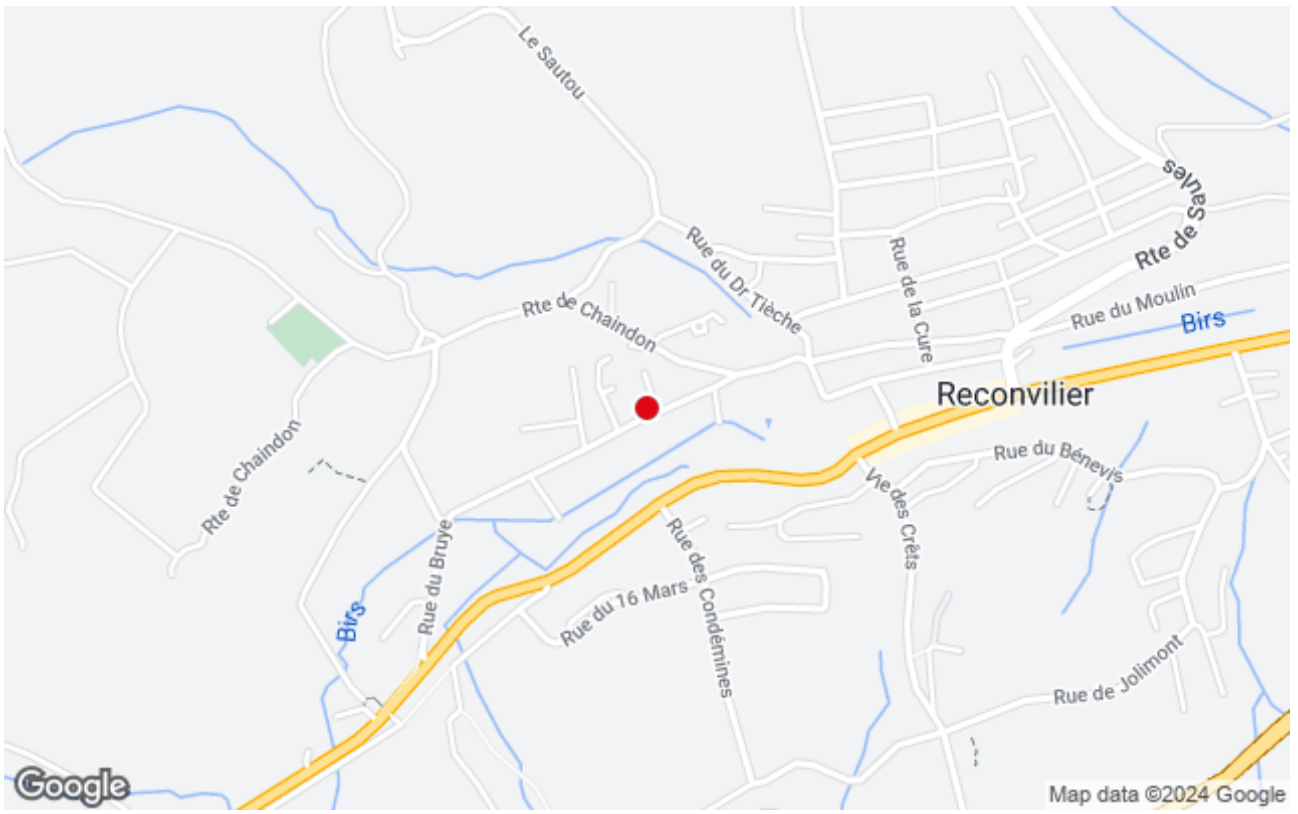 Le Sautou
Rte de Saules
Rue du Dr Tièche
Rue de la Cure
Rte de Chaindon
Rue du Moulin
Birs
Reconvilier
Rte de Chaindon
Rue du Bénevis
Vie des Crêts
Rue du Bruye
Rue des Condémines
Birs
Rue du 16 Mars
Rue de Jolimont
Google
Map data ©2024 Google